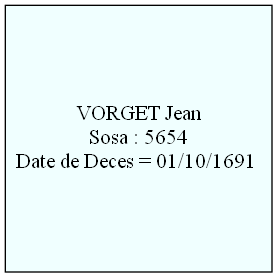 VORGET Jean
Sosa : 5654
Date de Deces = 01/10/1691